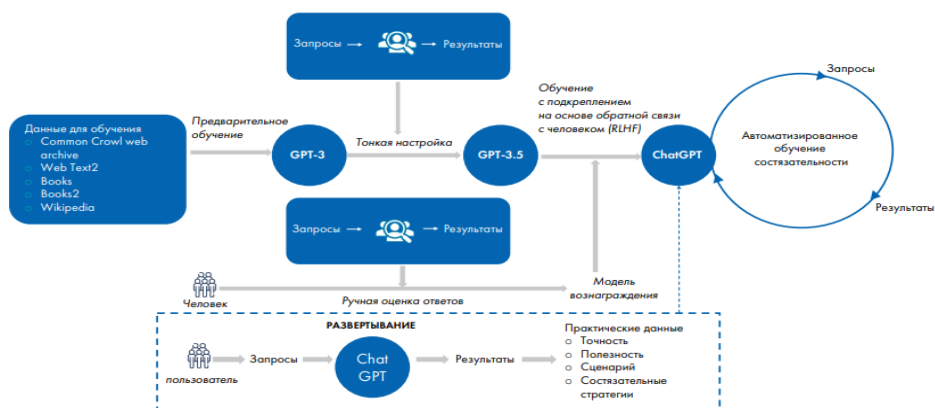 Запросы → → Результаты
Данные для обучения
Common Crowl web
archive
Web Text2
Books
Books2
Wikipedia
Предварительное
обучение
GPT-3
Тонкая настройка
GPT-3.5
Обучение
с подкреплением
на основе обратной связи
с человеком (RLHF)
ChatGPT
Запросы
Автоматизированное
обучение
состязательности
Результаты
Запросы → → Результаты
Человек
Ручная оценка ответов
Модель
вознаграждения
РАЗВЕРТЫВАНИЕ
пользователь
Запросы
Chat
GPT
Результаты
Практические данные
Точность
Полезность
Сценарий
Состязательные
стратегии